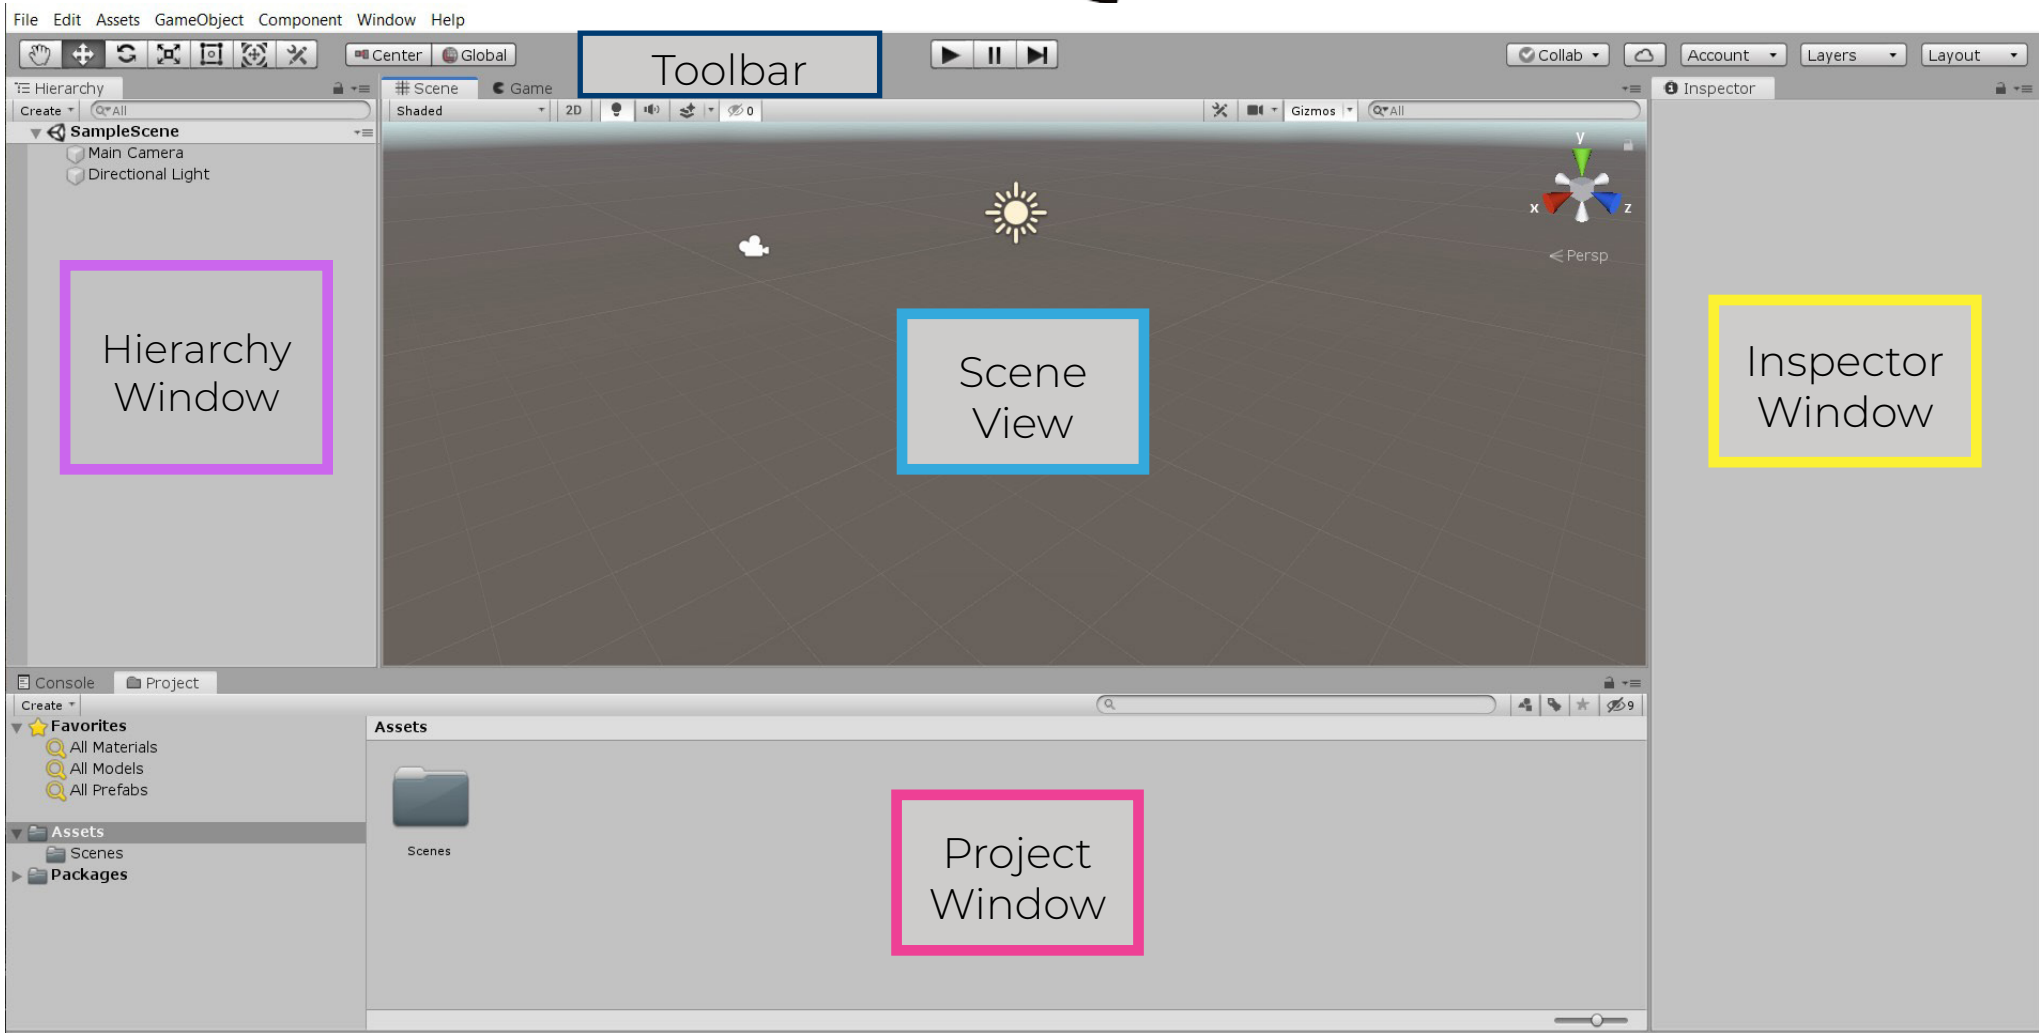 File Edit Assets GameObject Component Window Help
Center Global
Toolbar
Collab Account Layers Layout
Hierarchy
Scene Game
Inspector
Create All
Shaded 2D 0 Gizmos All
SampleScene
Main Camera
Directional Light
y
x z
Persp
Hierarchy
Window
Scene
View
Inspector
Window
Console Project
Create 9
Favorites
All Materials
All Models
All Prefabs
Assets
Scenes
Packages
Assets
Scenes
Project
Window